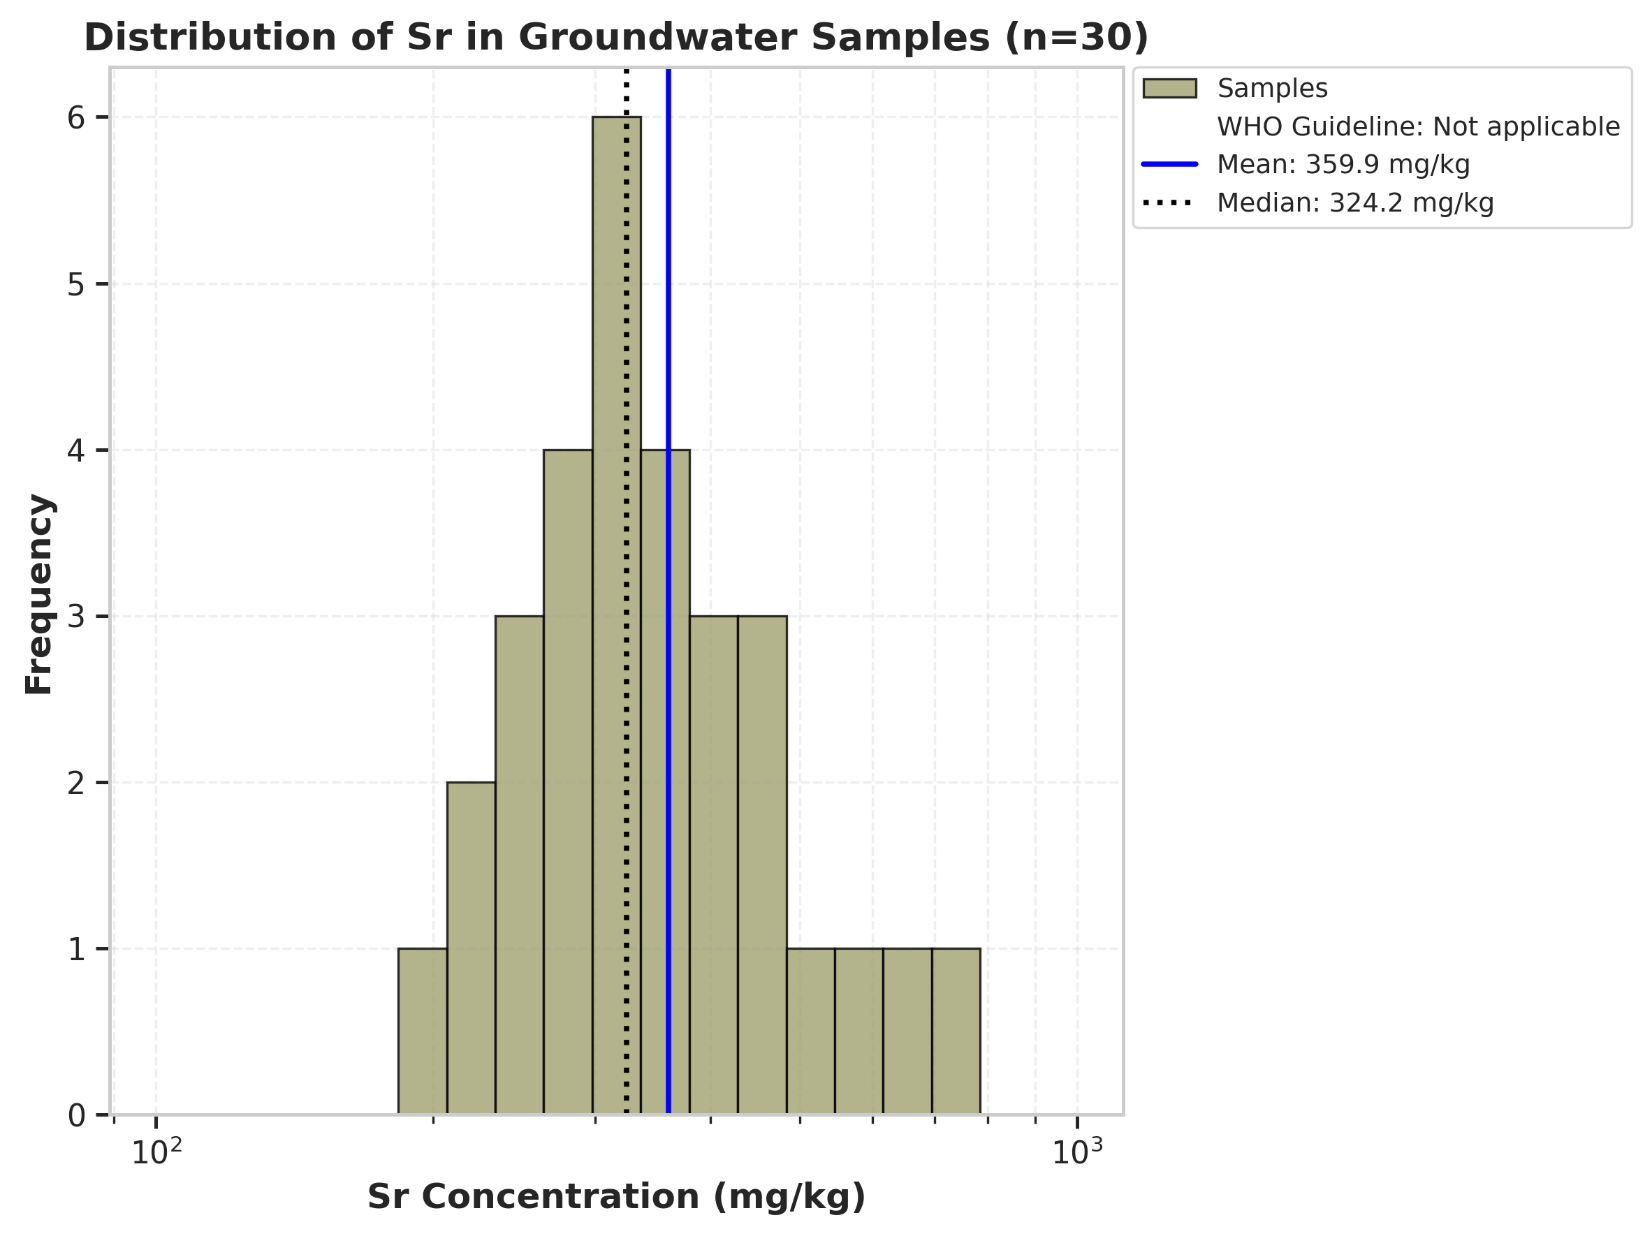 Distribution of Sr in Groundwater Samples (n=30)
Samples
WHO Guideline: Not applicable
Mean: 359.9 mg/kg
Median: 324.2 mg/kg
Frequency
6
5
4
3
2
1
0
10²
10³
Sr Concentration (mg/kg)